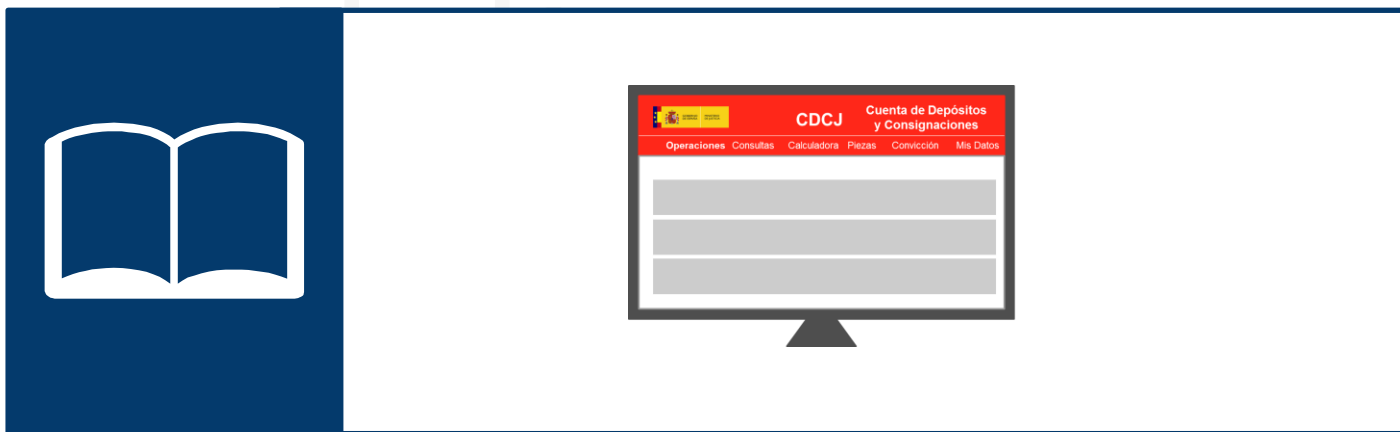 CDCJ
Cuenta de Depósitos
y Consignaciones
Operaciones Consultas Calculadora Piezas Convicción Mis Datos